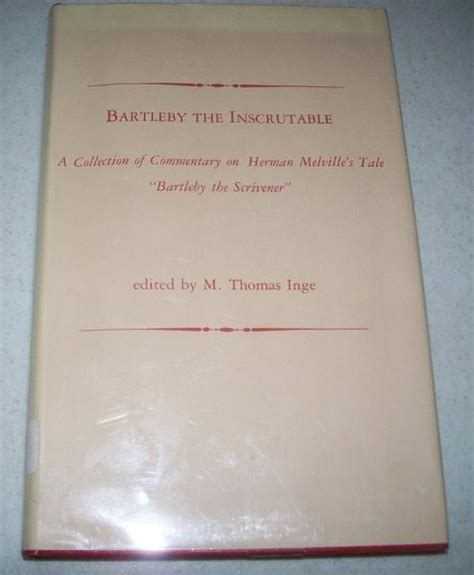 BARTLEBY THE INSCRUTABLE
A Collection of Commentary on Herman Melville's Tale
"Bartleby the Scrivener"
edited by M. Thomas Inge